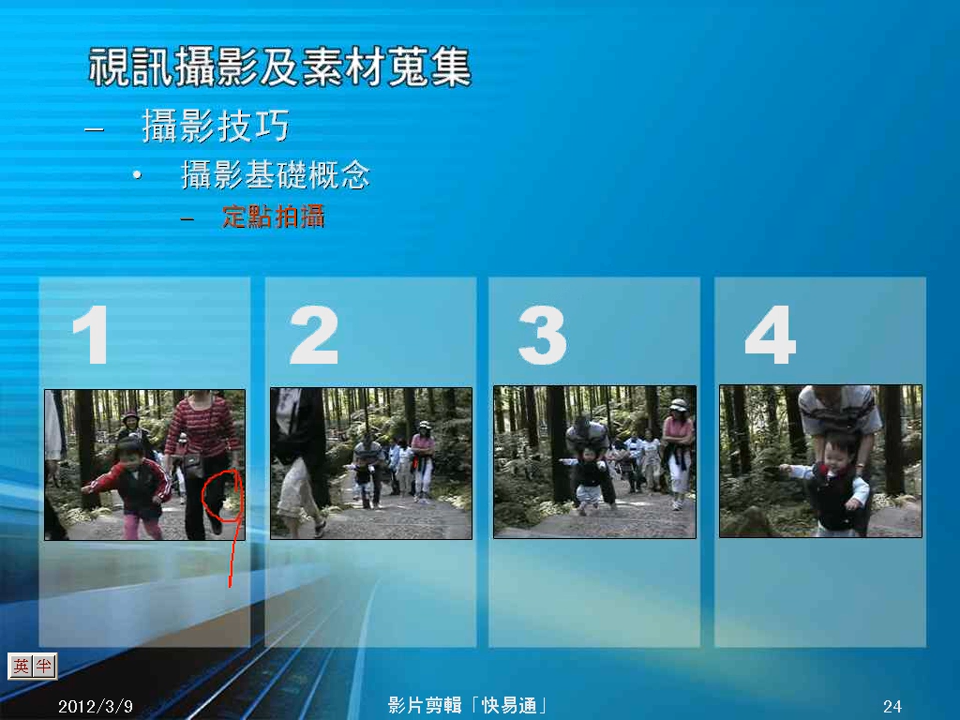 視訊攝影及素材蒐集
– 攝影技巧
• 攝影基礎概念
– 定點拍攝
1
2
3
4
英 半
2012/3/9
影片剪輯「快易通」
24